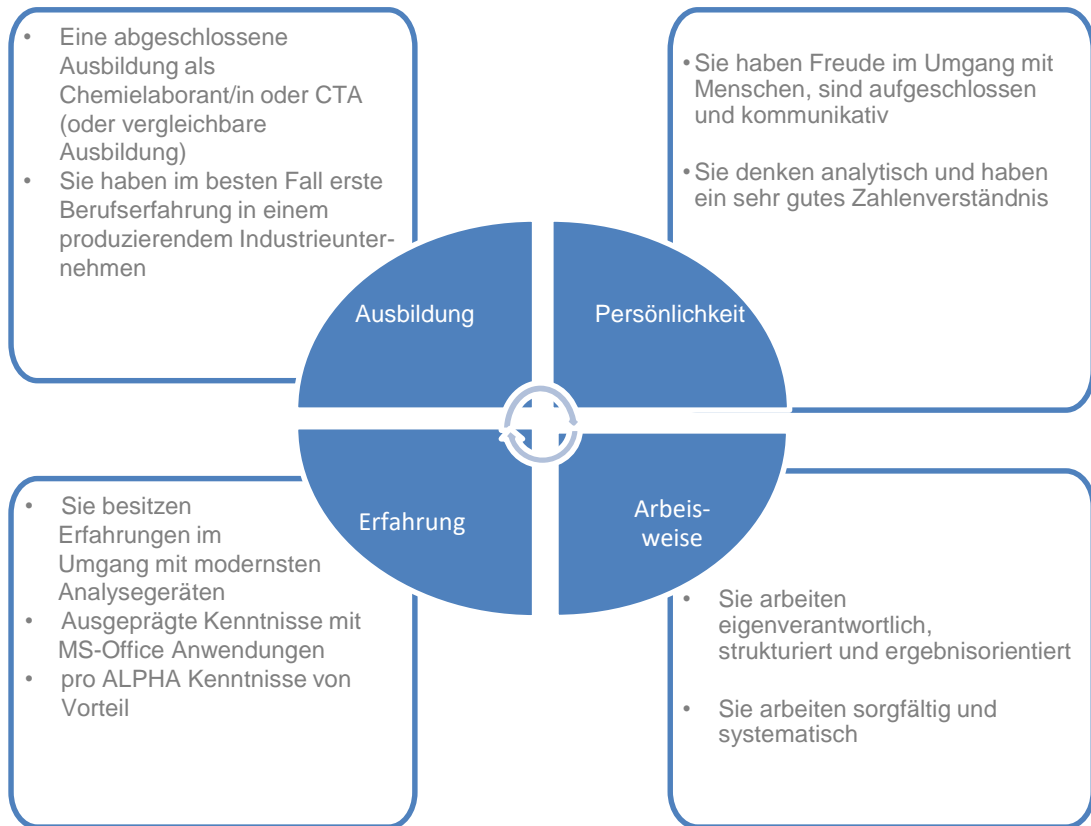 • Eine abgeschlossene
Ausbildung als
Chemielaborant/in oder CTA
(oder vergleichbare
Ausbildung)
• Sie haben im besten Fall erste
Berufserfahrung in einem
produzierendem Industrieunter-
nehmen
• Sie haben Freude im Umgang mit
Menschen, sind aufgeschlossen
und kommunikativ
• Sie denken analytisch und haben
ein sehr gutes Zahlenverständnis
Ausbildung
Persönlichkeit
Erfahrung
Arbeis-
weise
• Sie besitzen
Erfahrungen im
Umgang mit modernsten
Analysegeräten
• Ausgeprägte Kenntnisse mit
MS-Office Anwendungen
• pro ALPHA Kenntnisse von
Vorteil
• Sie arbeiten
eigenverantwortlich,
strukturiert und ergebnisorientiert
• Sie arbeiten sorgfältig und
systematisch